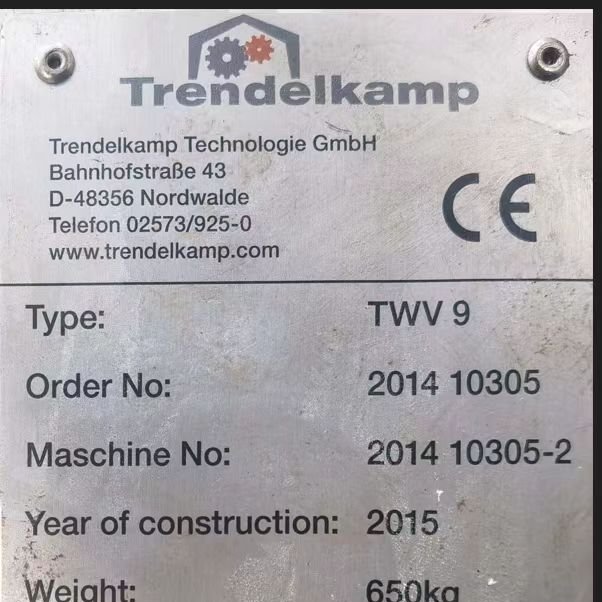 Trendelkamp
Trendelkamp Technologie GmbH
Bahnhofstraße 43
D-48356 Nordwalde
Telefon 02573/925-0
www.trendelkamp.com
CE
Type: TWV 9
Order No: 2014 10305
Maschine No: 2014 10305-2
Year of construction: 2015
Weight: 650kg